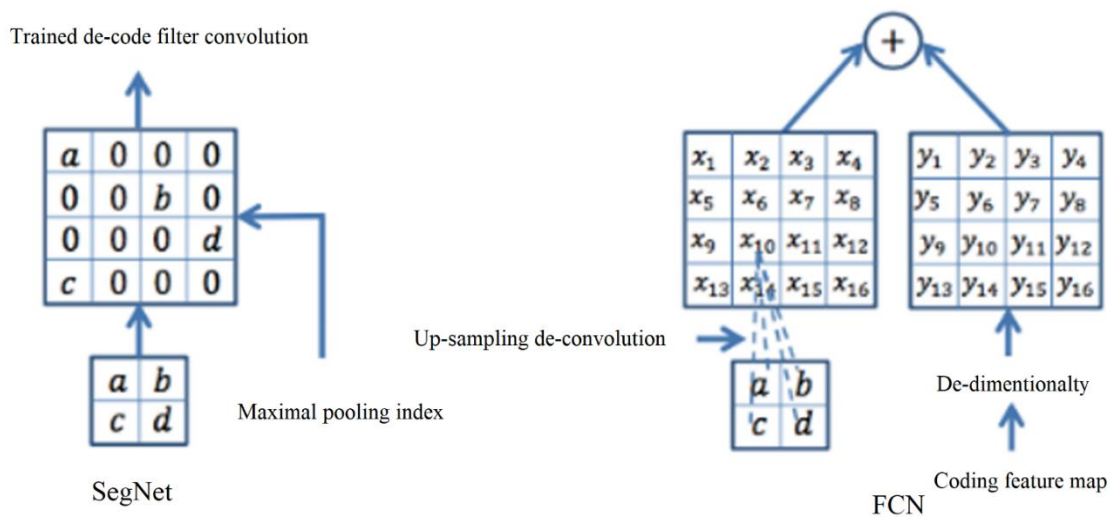 Trained de-code filter convolution
a 0 0 0
0 0 b 0
0 0 0 d
c 0 0 0
a b
c d
Maximal pooling index
SegNet
+
x₁ x₂ x₃ x₄
x₅ x₆ x₇ x₈
x₉ x₁₀ x₁₁ x₁₂
x₁₃ x₁₄ x₁₅ x₁₆
y₁ y₂ y₃ y₄
y₅ y₆ y₇ y₈
y₉ y₁₀ y₁₁ y₁₂
y₁₃ y₁₄ y₁₅ y₁₆
Up-sampling de-convolution
a b
c d
De-dimentionalty
Coding feature map
FCN